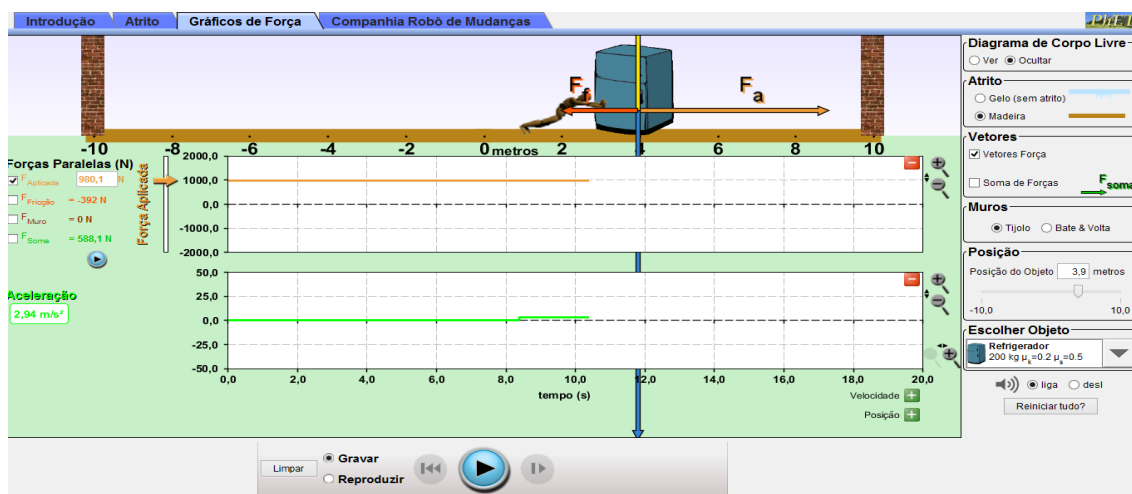 Introdução Atrito Gráficos de Força Companhia Robô de Mudanças PhET
Ff Fa
-10 -8 -6 -4 -2 0 metros 2 4 6 8 10
Forças Paralelas (N)
FAplicada 980,1 N
FFricção = -392 N
FMuro = 0 N
FSoma = 588,1 N
Força Aplicada
2000,0
1000,0
0,0
-1000,0
-2000,0
Aceleração
2,94 m/s²
50,0
25,0
0,0
-25,0
-50,0
0,0 2,0 4,0 6,0 8,0 10,0 12,0 14,0 16,0 18,0 20,0
tempo (s)
Velocidade
Posição
Diagrama de Corpo Livre
Ver Ocultar
Atrito
Gelo (sem atrito)
Madeira
Vetores
Vetores Força
Soma de Forças Fsoma
Muros
Tijolo Bate & Volta
Posição
Posição do Objeto 3,9 metros
-10,0 10,0
Escolher Objeto
Refrigerador
200 kg μk=0.2 μs=0.5
liga desl
Reiniciar tudo?
Limpar
Gravar
Reproduzir